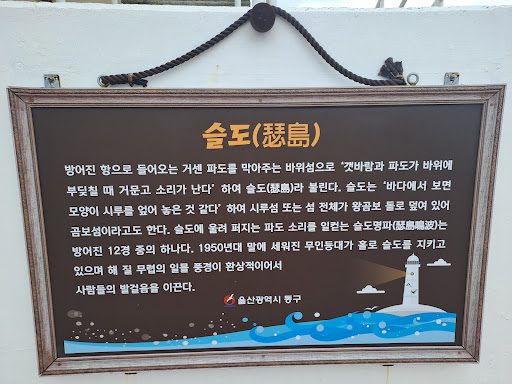 슬도(瑟島)
방어진 항으로 들어오는 거센 파도를 막아주는 바위섬으로 '갯바람과 파도가 바위에
부딪칠 때 거문고 소리가 난다' 하여 슬도(瑟島)라 불린다. 슬도는 '바다에서 보면
모양이 시루를 엎어 놓은 것 같다' 하여 시루섬 또는 섬 전체가 왕곰보 돌로 덮여 있어
곰보섬이라고도 한다. 슬도에 울려 퍼지는 파도 소리를 일컫는 슬도명파(瑟島鳴波)는
방어진 12경 중의 하나다. 1950년대 말에 세워진 무인등대가 홀로 슬도를 지키고
있으며 해 질 무렵의 일몰 풍경이 환상적이어서
사람들의 발걸음을 이끈다.
울산광역시 동구